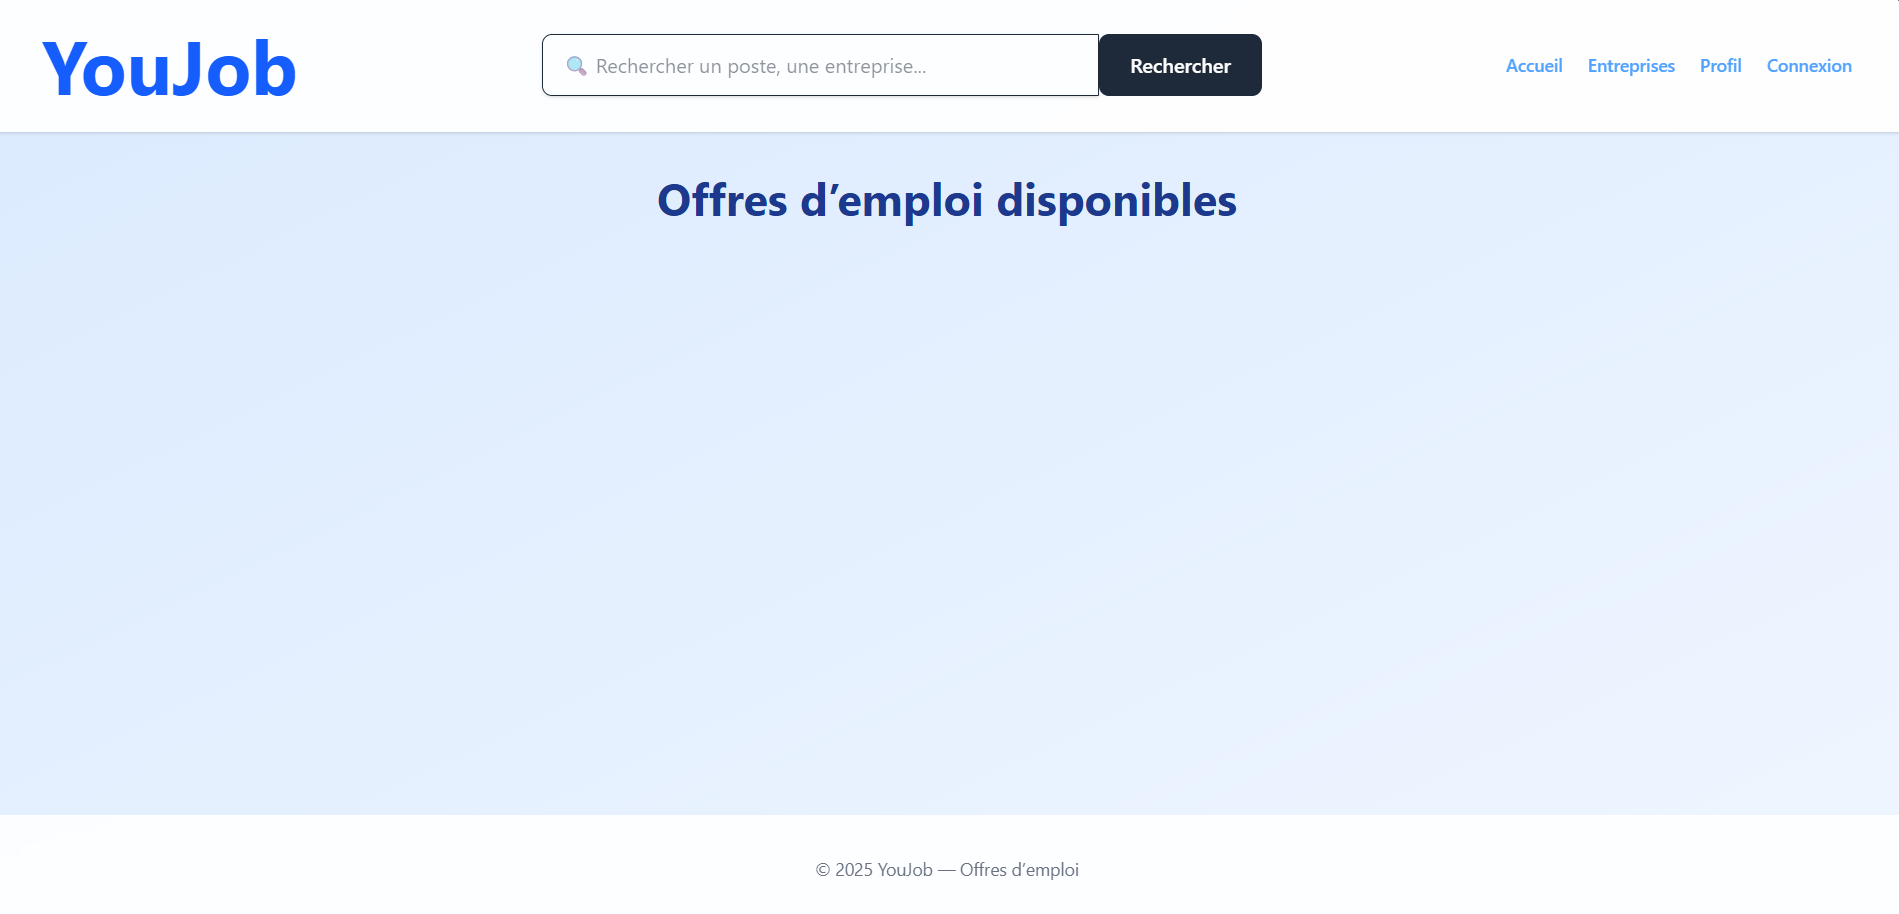 YouJob
🔍 Rechercher un poste, une entreprise...
Rechercher
Accueil
Entreprises
Profil
Connexion
Offres d’emploi disponibles
© 2025 YouJob — Offres d’emploi